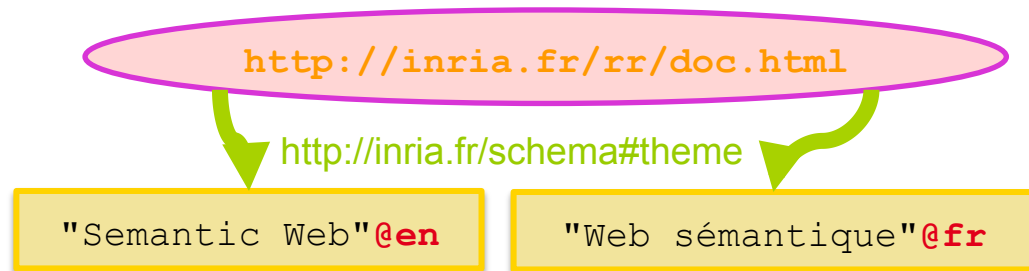 http://inria.fr/rr/doc.html
http://inria.fr/schema#theme
"Semantic Web"@en
"Web sémantique"@fr